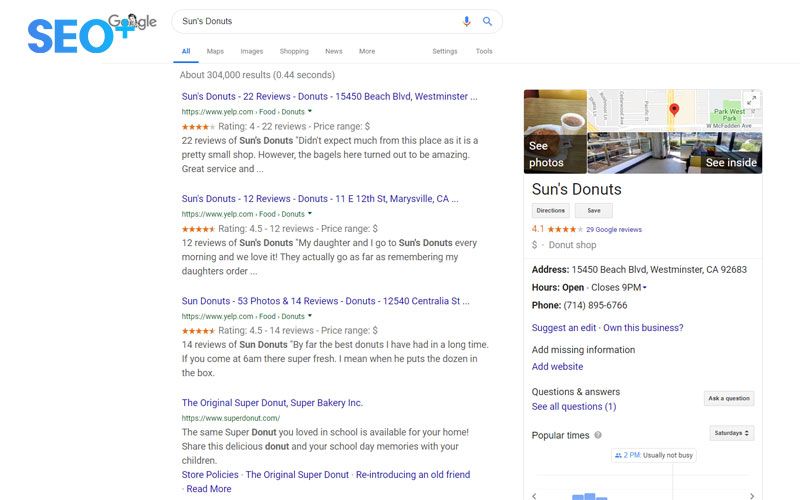 SEO+
Google
Sun's Donuts
All Maps Images Shopping News More Settings Tools
About 304,000 results (0.44 seconds)
Sun's Donuts - 22 Reviews - Donuts - 15450 Beach Blvd, Westminster ...
https://www.yelp.com › Food › Donuts
Rating: 4 - 22 reviews - Price range: $
22 reviews of Sun's Donuts "Didn't expect much from this place as it is a
pretty small shop. However, the bagels here turned out to be amazing.
Great service and ...
Sun's Donuts - 12 Reviews - Donuts - 11 E 12th St, Marysville, CA ...
https://www.yelp.com › Food › Donuts
Rating: 4.5 - 12 reviews - Price range: $
12 reviews of Sun's Donuts "My daughter and I go to Sun's Donuts every
morning and we love it! They actually go as far as remembering my
daughters order ...
Sun Donuts - 53 Photos & 14 Reviews - Donuts - 12540 Centralia St ...
https://www.yelp.com › Food › Donuts
Rating: 4.5 - 14 reviews - Price range: $
14 reviews of Sun Donuts "By far the best donuts I have had in a long time.
If you come at 6am there super fresh. I mean when he puts the dozen in
the box.
The Original Super Donut, Super Bakery Inc.
https://www.superdonut.com/
The same Super Donut you loved in school is available for your home!
Share this delicious donut and your school day memories with your
children.
Store Policies · The Original Super Donut · Re-introducing an old friend
· Read More
Park West
Park
W McFadden Ave
See
photos
See inside
Sun's Donuts
Directions Save
4.1 29 Google reviews
$ · Donut shop
Address: 15450 Beach Blvd, Westminster, CA 92683
Hours: Open · Closes 9PM
Phone: (714) 895-6766
Suggest an edit · Own this business?
Add missing information
Add website
Questions & answers
See all questions (1)
Ask a question
Popular times
Saturdays
2 PM: Usually not busy